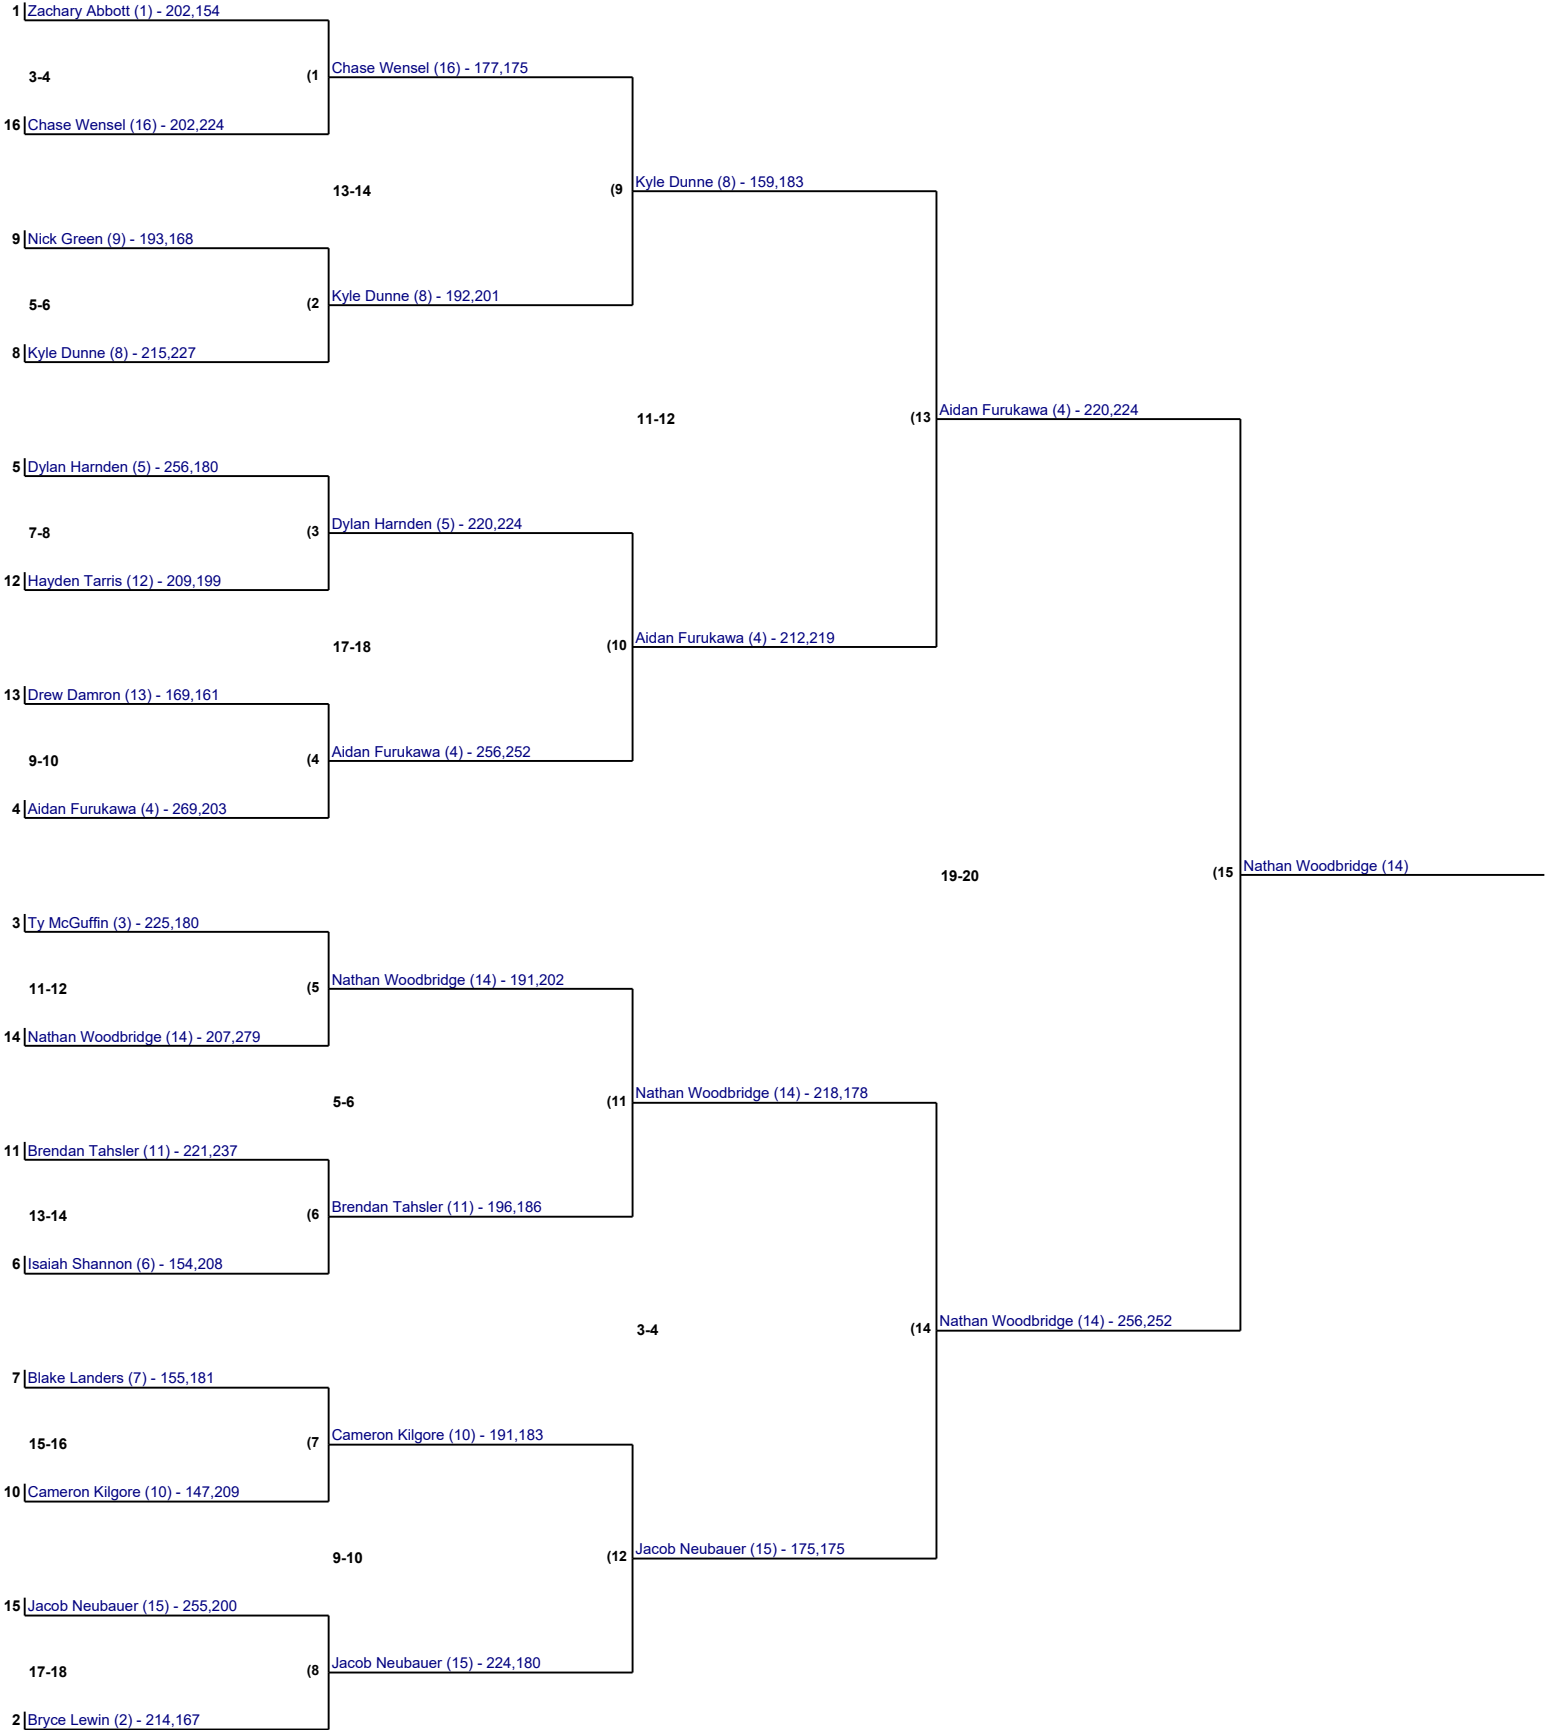 1 Zachary Abbott (1) - 202,154
3-4 (1 Chase Wensel (16) - 177,175
16 Chase Wensel (16) - 202,224
13-14 (9 Kyle Dunne (8) - 159,183
9 Nick Green (9) - 193,168
5-6 (2 Kyle Dunne (8) - 192,201
8 Kyle Dunne (8) - 215,227
11-12 (13 Aidan Furukawa (4) - 220,224
5 Dylan Harnden (5) - 256,180
7-8 (3 Dylan Harnden (5) - 220,224
12 Hayden Tarris (12) - 209,199
17-18 (10 Aidan Furukawa (4) - 212,219
13 Drew Damron (13) - 169,161
9-10 (4 Aidan Furukawa (4) - 256,252
4 Aidan Furukawa (4) - 269,203
19-20 (15 Nathan Woodbridge (14)
3 Ty McGuffin (3) - 225,180
11-12 (5 Nathan Woodbridge (14) - 191,202
14 Nathan Woodbridge (14) - 207,279
5-6 (11 Nathan Woodbridge (14) - 218,178
11 Brendan Tahsler (11) - 221,237
13-14 (6 Brendan Tahsler (11) - 196,186
6 Isaiah Shannon (6) - 154,208
3-4 (14 Nathan Woodbridge (14) - 256,252
7 Blake Landers (7) - 155,181
15-16 (7 Cameron Kilgore (10) - 191,183
10 Cameron Kilgore (10) - 147,209
9-10 (12 Jacob Neubauer (15) - 175,175
15 Jacob Neubauer (15) - 255,200
17-18 (8 Jacob Neubauer (15) - 224,180
2 Bryce Lewin (2) - 214,167